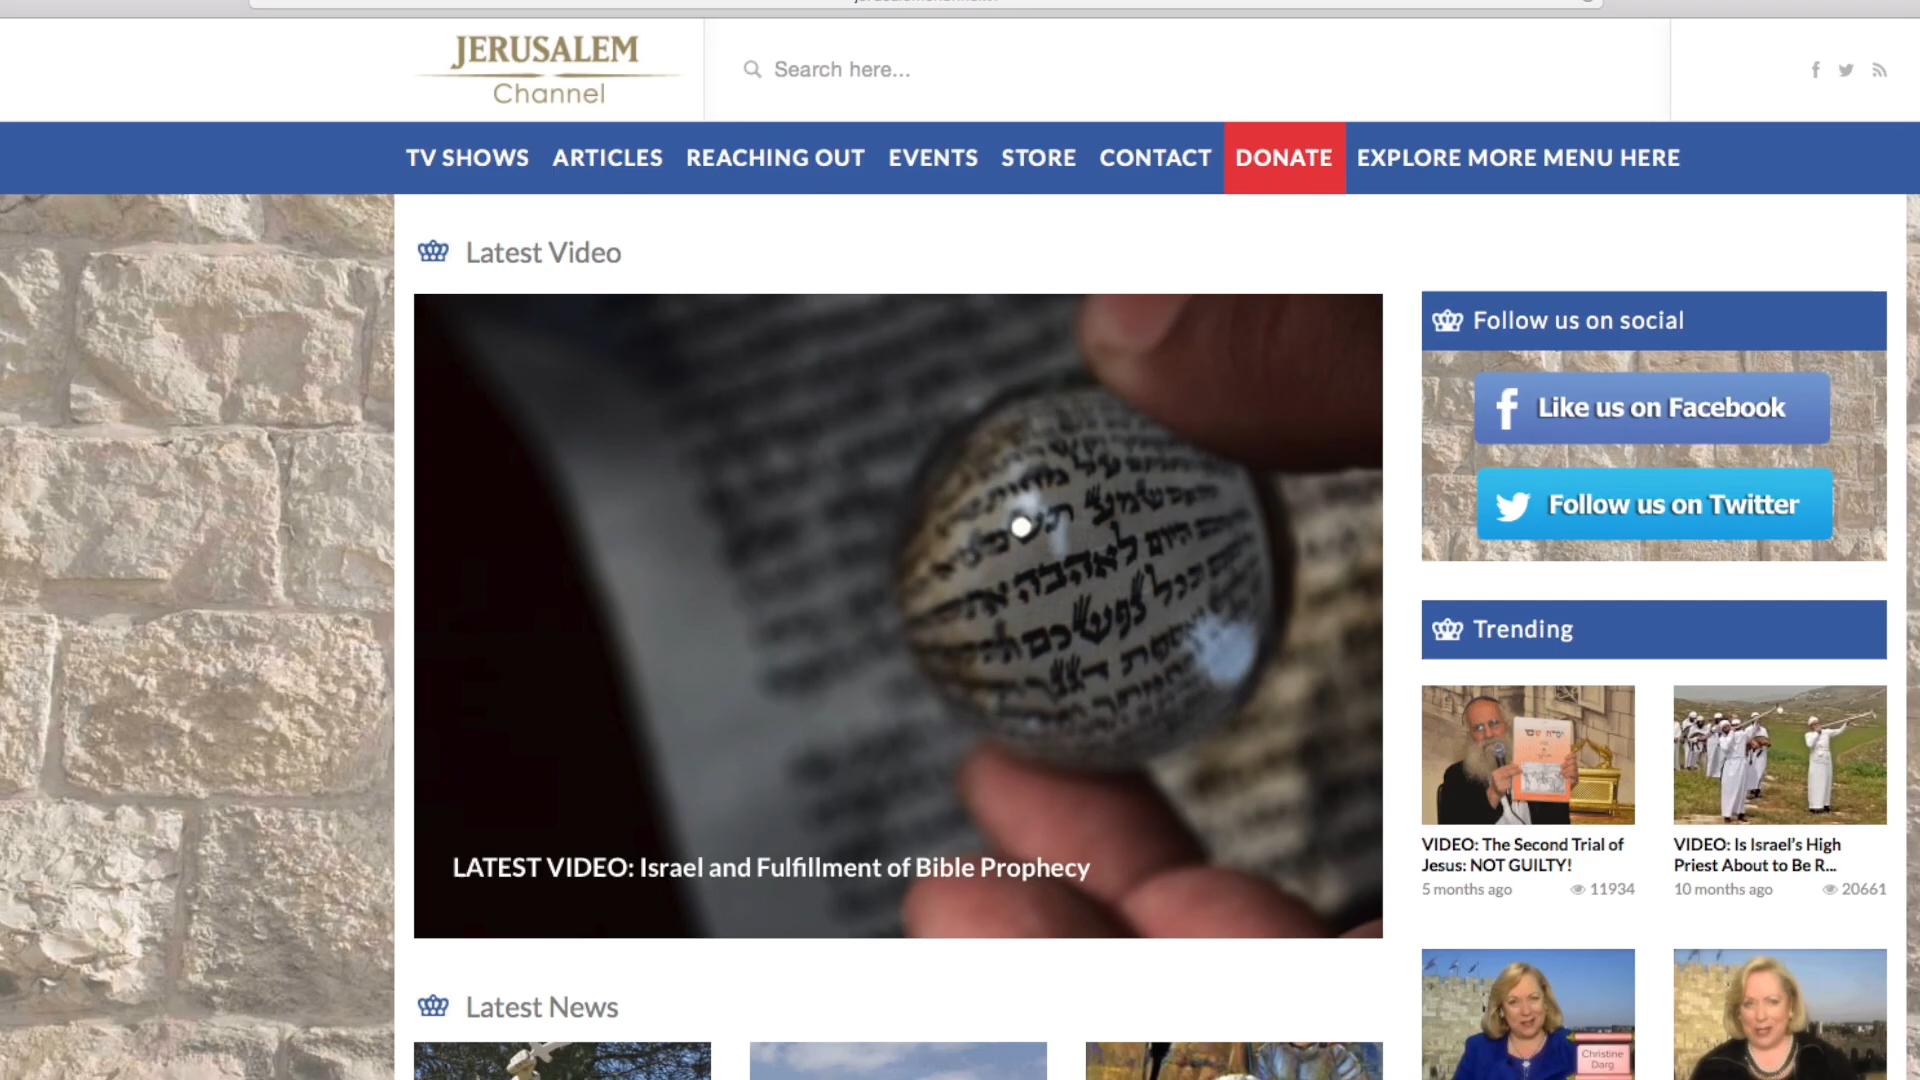 JERUSALEM
Channel
Search here...
TV SHOWS ARTICLES REACHING OUT EVENTS STORE CONTACT DONATE EXPLORE MORE MENU HERE
Latest Video
לאהבה
LATEST VIDEO: Israel and Fulfillment of Bible Prophecy
Follow us on social
f Like us on Facebook
Follow us on Twitter
Trending
VIDEO: The Second Trial of
Jesus: NOT GUILTY!
5 months ago 11934
VIDEO: Is Israel’s High
Priest About to Be R...
10 months ago 20661
Christine
Darg
Latest News